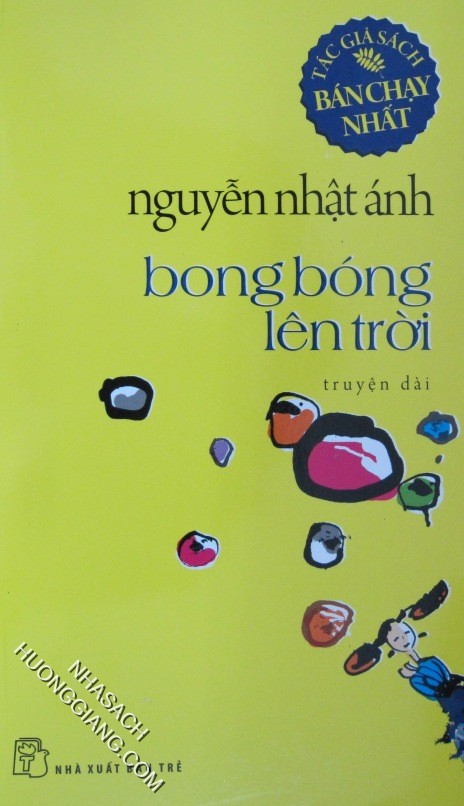 TÁC GIẢ SÁCH
BÁN CHẠY
NHẤT
nguyễn nhật ánh
bong bóng
lên trời
truyện dài
NHASACH
HUONGGIANG.COM
NHÀ XUẤT BẢN TRẺ